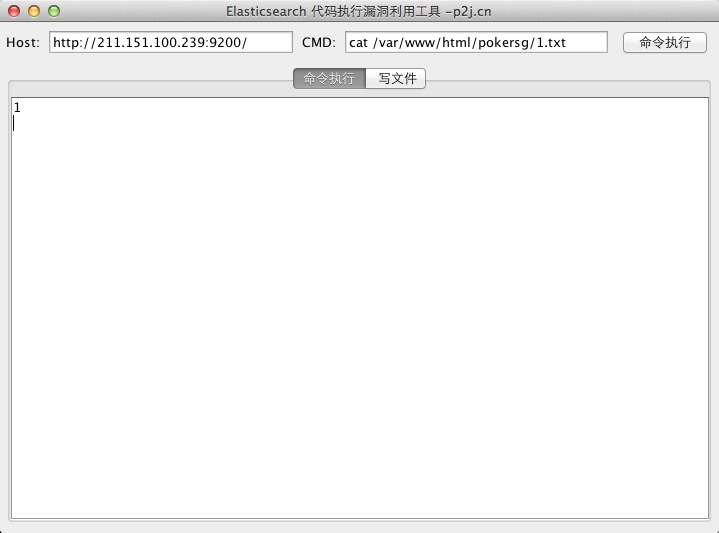 Elasticsearch 代码执行漏洞利用工具 -p2j.cn
Host: http://211.151.100.239:9200/ CMD: cat /var/www/html/pokersg/1.txt 命令执行
命令执行 写文件
1